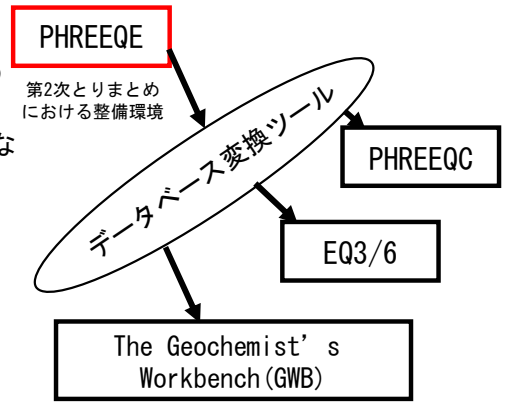 PHREEQE
第2次とりまとめ
における整備環境
な
データベース変換ツール
PHREEQC
EQ3/6
The Geochemist's
Workbench(GWB)